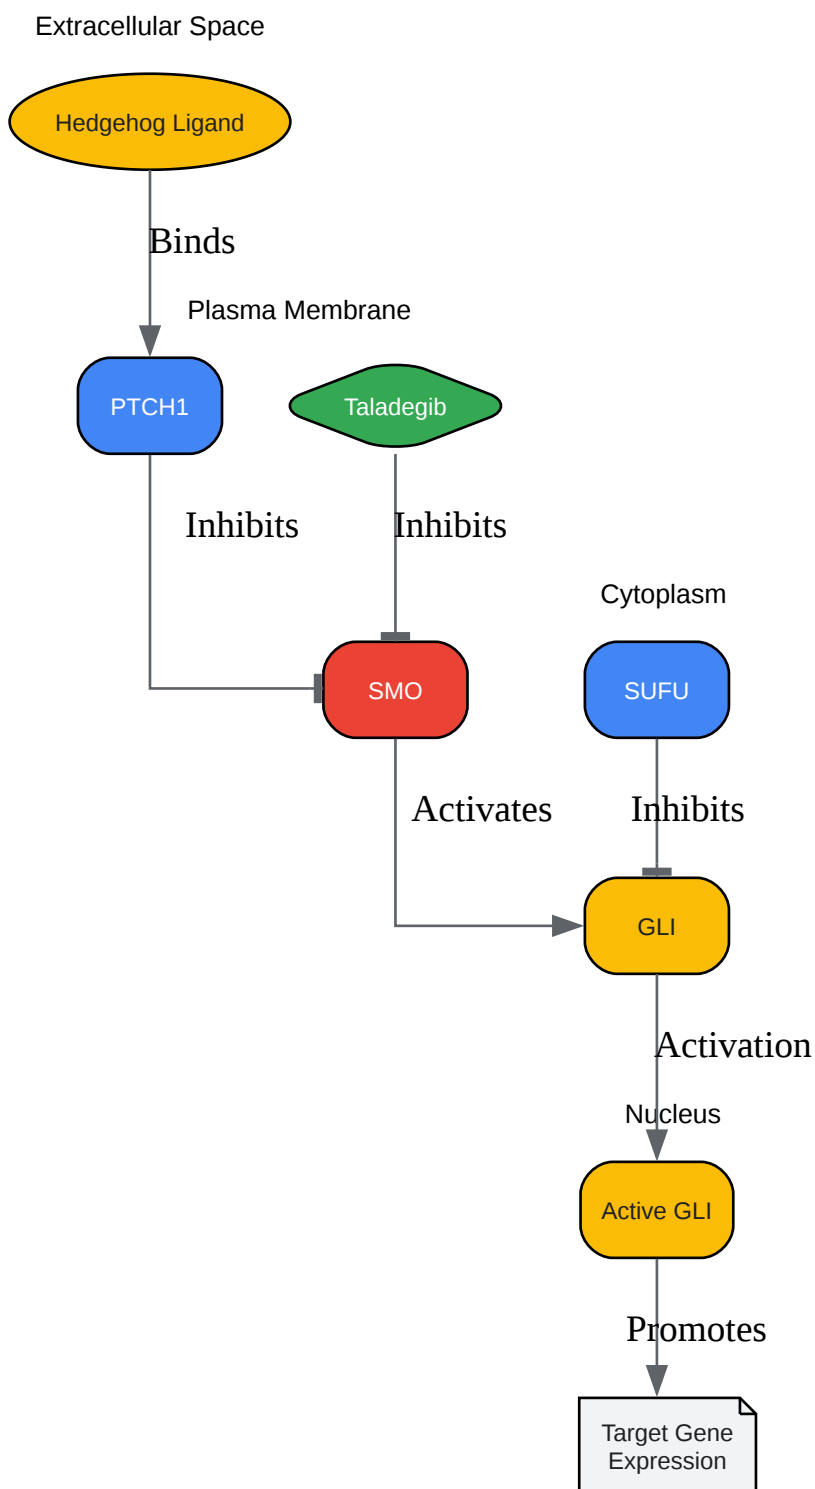 Extracellular Space
Hedgehog Ligand
Binds
Plasma Membrane
PTCH1
Taladegib
Inhibits
Inhibits
Cytoplasm
SMO
SUFU
Activates
Inhibits
GLI
Activation
Nucleus
Active GLI
Promotes
Target Gene
Expression